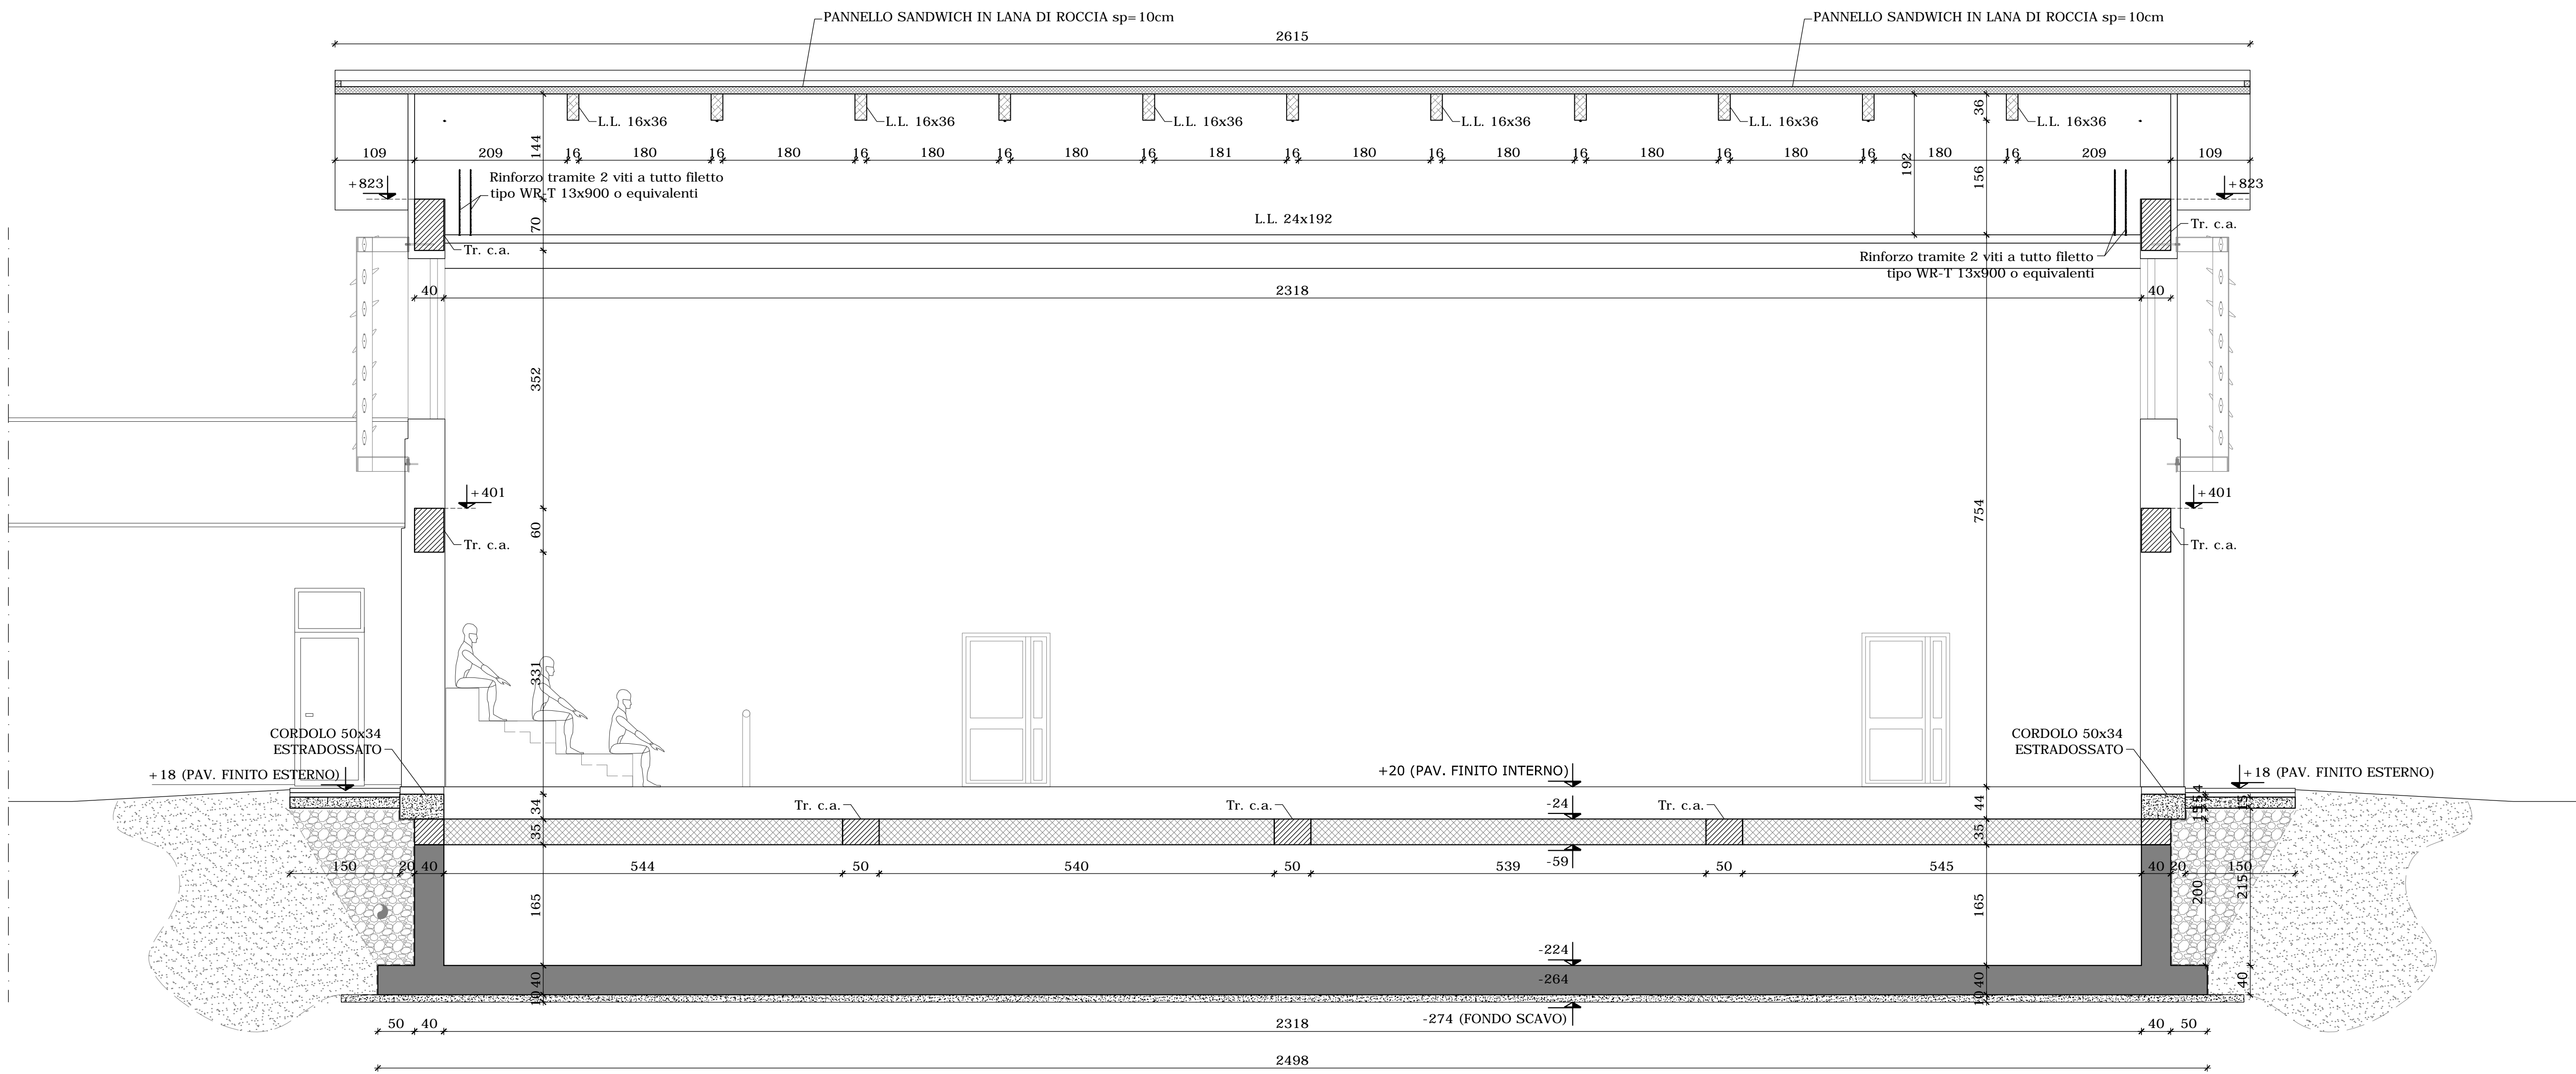 PANNELLO SANDWICH IN LANA DI ROCCIA sp=10cm
PANNELLO SANDWICH IN LANA DI ROCCIA sp=10cm
2615
L.L. 16x36
L.L. 16x36
L.L. 16x36
L.L. 16x36
L.L. 16x36
L.L. 16x36
36
109
209
16
180
16
180
16
180
16
180
16
181
16
180
16
180
16
180
16
180
16
180
16
209
109
144
192
156
+823
Rinforzo tramite 2 viti a tutto filetto
tipo WR-T 13x900 o equivalenti
+823
70
L.L. 24x192
Tr. c.a.
Tr. c.a.
Rinforzo tramite 2 viti a tutto filetto
tipo WR-T 13x900 o equivalenti
40
2318
40
352
+401
+401
754
60
Tr. c.a.
Tr. c.a.
331
CORDOLO 50x34
ESTRADOSSATO
CORDOLO 50x34
ESTRADOSSATO
+18 (PAV. FINITO ESTERNO)
+20 (PAV. FINITO INTERNO)
+18 (PAV. FINITO ESTERNO)
34
Tr. c.a.
Tr. c.a.
Tr. c.a.
-24
44
15
15
4
15
35
35
-59
150
20
40
544
50
540
50
539
50
545
40
20
150
165
165
200
215
-224
40
-264
40
40
10
10
-274 (FONDO SCAVO)
50
40
2318
40
50
2498